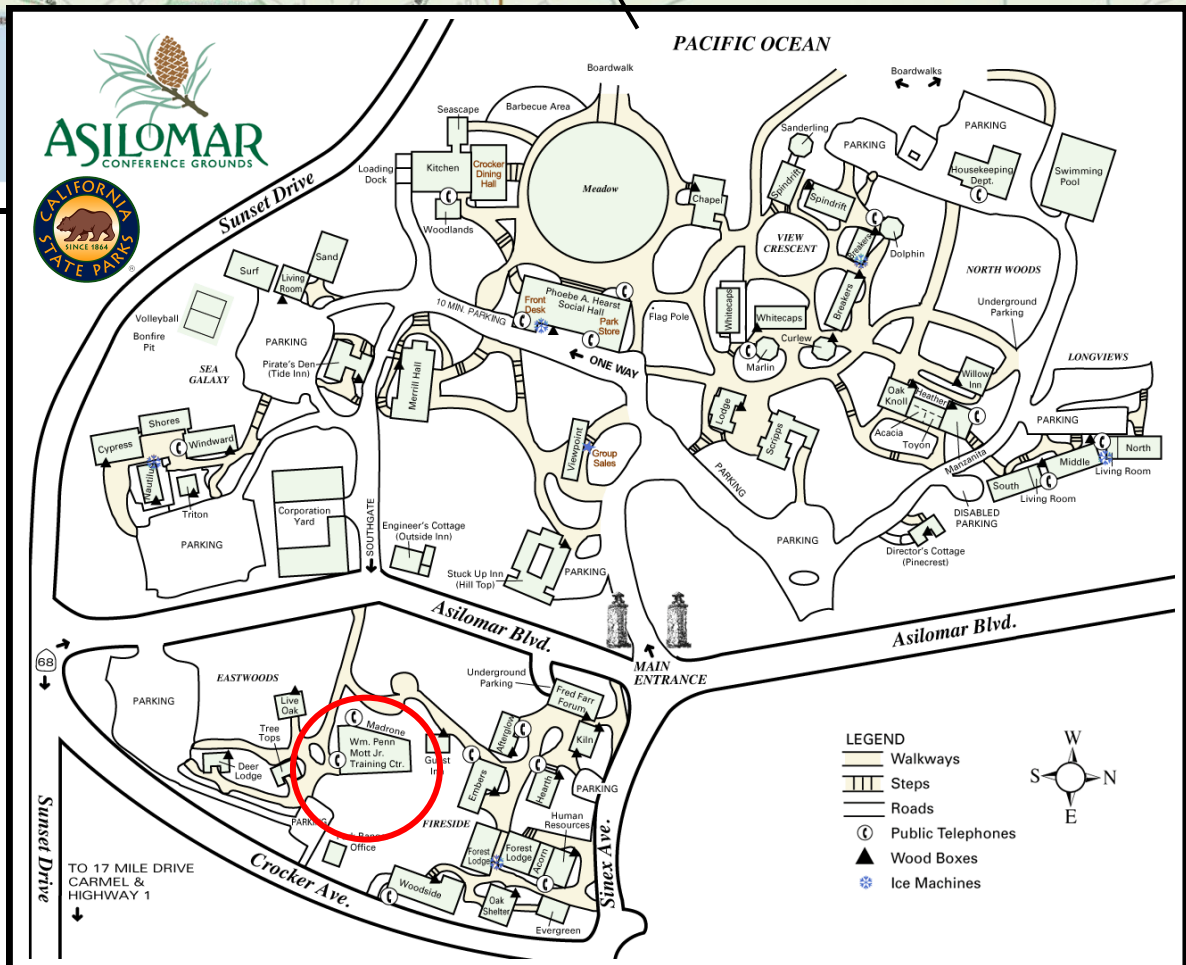 PACIFIC OCEAN
ASILOMAR
CONFERENCE GROUNDS
CALIFORNIA
STATE PARKS
SINCE 1864
®
Boardwalk
Boardwalks
Barbecue Area
Seascape
Kitchen
Crocker
Dining
Hall
Loading
Dock
Woodlands
Meadow
Chapel
Sanderling
Spindrift
Spindrift
PARKING
PARKING
Housekeeping
Dept.
Swimming
Pool
VIEW
CRESCENT
Breakers
Dolphin
Breakers
NORTH WOODS
Underground
Parking
Sunset Drive
Surf
Living
Room
Sand
Volleyball
Bonfire
Pit
PARKING
SEA
GALAXY
Pirate's Den
(Tide Inn)
10 MIN. PARKING
Front
Desk
Phoebe A. Hearst
Social Hall
Park
Store
ONE WAY
Merrill Hall
Flag Pole
Whitecaps
Whitecaps
Curlew
Marlin
LONGVIEWS
Willow
Inn
Oak
Knoll
Heather
Acacia
Toyon
Manzanita
PARKING
Lodge
Scripps
North
Middle
Living Room
South
Living Room
DISABLED
PARKING
Director's Cottage
(Pinecrest)
PARKING
PARKING
Viewpoint
Group
Sales
Shores
Cypress
Windward
Nautilus
Triton
PARKING
Corporation
Yard
SOUTHGATE
Engineer's Cottage
(Outside Inn)
Stuck Up Inn
(Hill Top)
PARKING
Asilomar Blvd.
Asilomar Blvd.
MAIN
ENTRANCE
68
PARKING
EASTWOODS
Live
Oak
Tree
Tops
Deer
Lodge
Madrone
Wm. Penn
Mott Jr.
Training Ctr.
Guest
Inn
Underground
Parking
Fred Farr
Forum
Afterglow
Kiln
Embers
Hearth
PARKING
FIRESIDE
Human
Resources
PARKING
Office
Forest
Lodge
Forest
Lodge
Acorn
Woodside
Oak
Shelter
Evergreen
Crocker Ave.
Sinex Ave.
Sunset Drive
TO 17 MILE DRIVE
CARMEL &
HIGHWAY 1
LEGEND
Walkways
Steps
Roads
Public Telephones
Wood Boxes
Ice Machines
W
S N
E